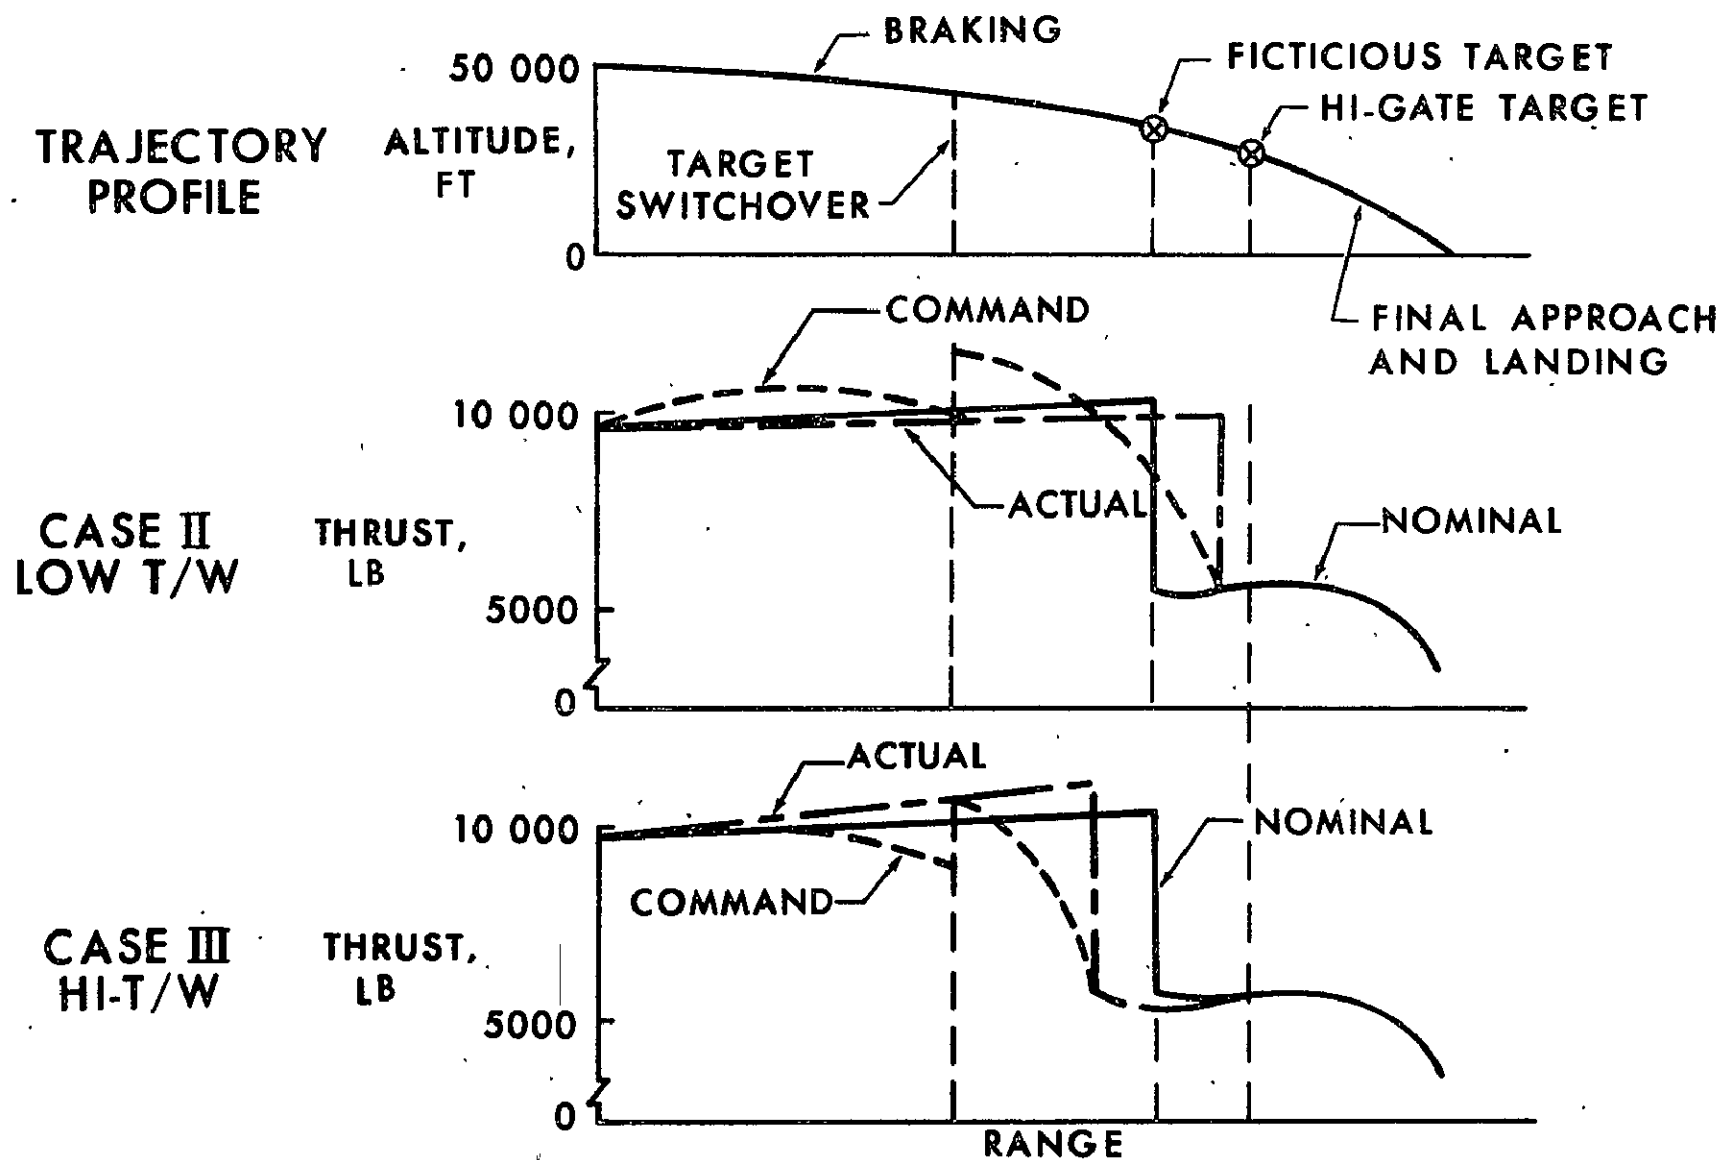 BRAKING
50 000
FICTICIOUS TARGET
HI-GATE TARGET
TRAJECTORY
PROFILE
ALTITUDE,
FT
TARGET
SWITCHOVER
0
FINAL APPROACH
AND LANDING
COMMAND
10 000
ACTUAL
NOMINAL
CASE II
LOW T/W
THRUST,
LB
5000
0
ACTUAL
10 000
NOMINAL
COMMAND
CASE III
HI-T/W
THRUST,
LB
5000
0
RANGE